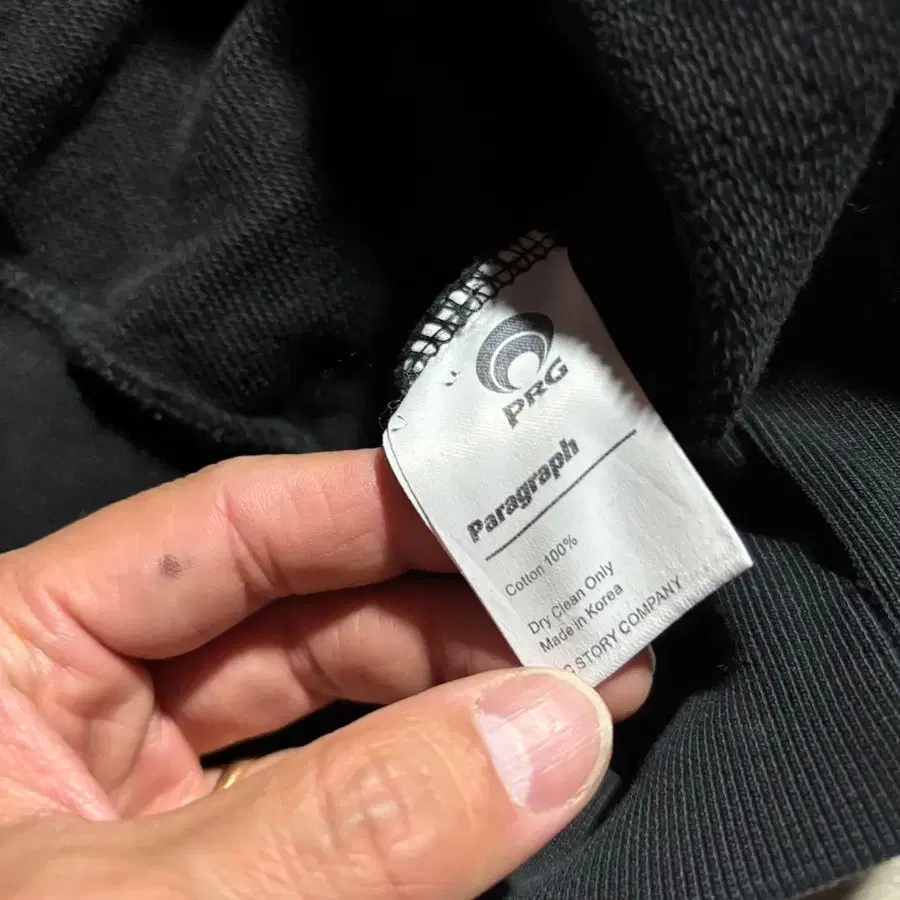 PRG
Paragraph
Cotton 100%
Dry Clean Only
Made in Korea
STORY COMPANY